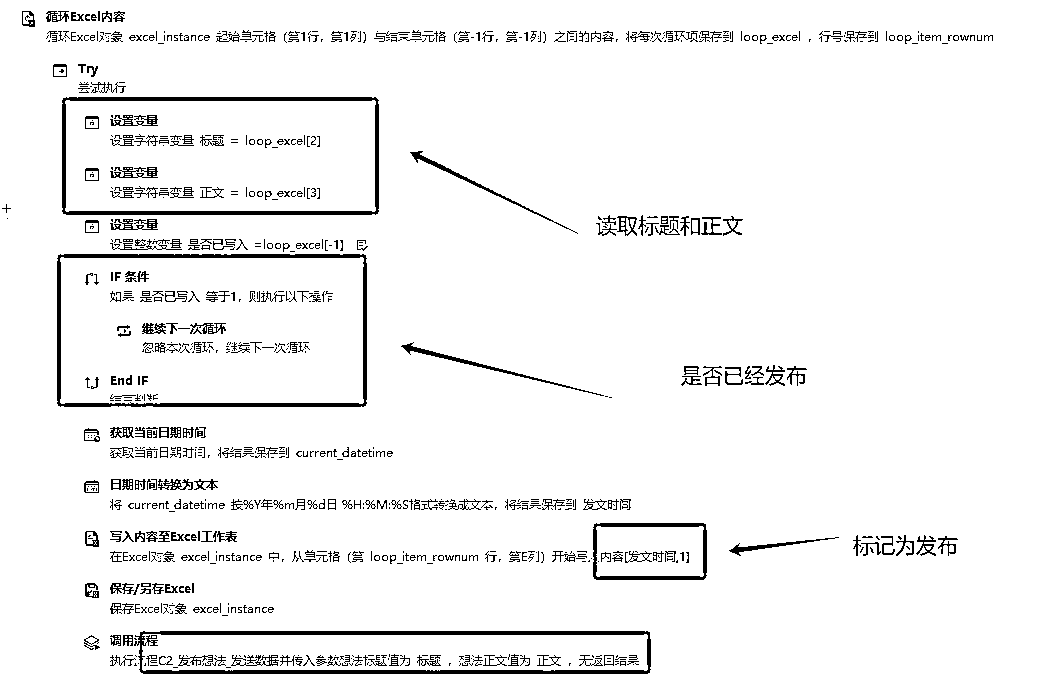 循环Excel内容
循环Excel对象 excel_instance 起始单元格（第1行，第1列）与结束单元格（第-1行，第-1列）之间的内容，将每次循环项保存到 loop_excel ，行号保存到 loop_item_rownum
Try
尝试执行
设置变量
设置字符串变量 标题 = loop_excel[2]
设置变量
设置字符串变量 正文 = loop_excel[3]
读取标题和正文
设置变量
设置整数变量 是否已写入 =loop_excel[-1]
IF 条件
如果 是否已写入 等于1，则执行以下操作
继续下一次循环
忽略本次循环，继续下一次循环
是否已经发布
End IF
结束判断
获取当前日期时间
获取当前日期时间，将结果保存到 current_datetime
日期时间转换为文本
将 current_datetime 按%Y年%m月%d日 %H:%M:%S格式转换成文本，将结果保存到 发文时间
写入内容至Excel工作表
在Excel对象 excel_instance 中，从单元格（第 loop_item_rownum 行，第E列）开始写入内容[发文时间,1]
标记为发布
保存/另存Excel
保存Excel对象 excel_instance
调用流程
执行流程C2_发布想法_发送数据并传入参数想法标题值为 标题 ，想法正文值为 正文 ，无返回结果